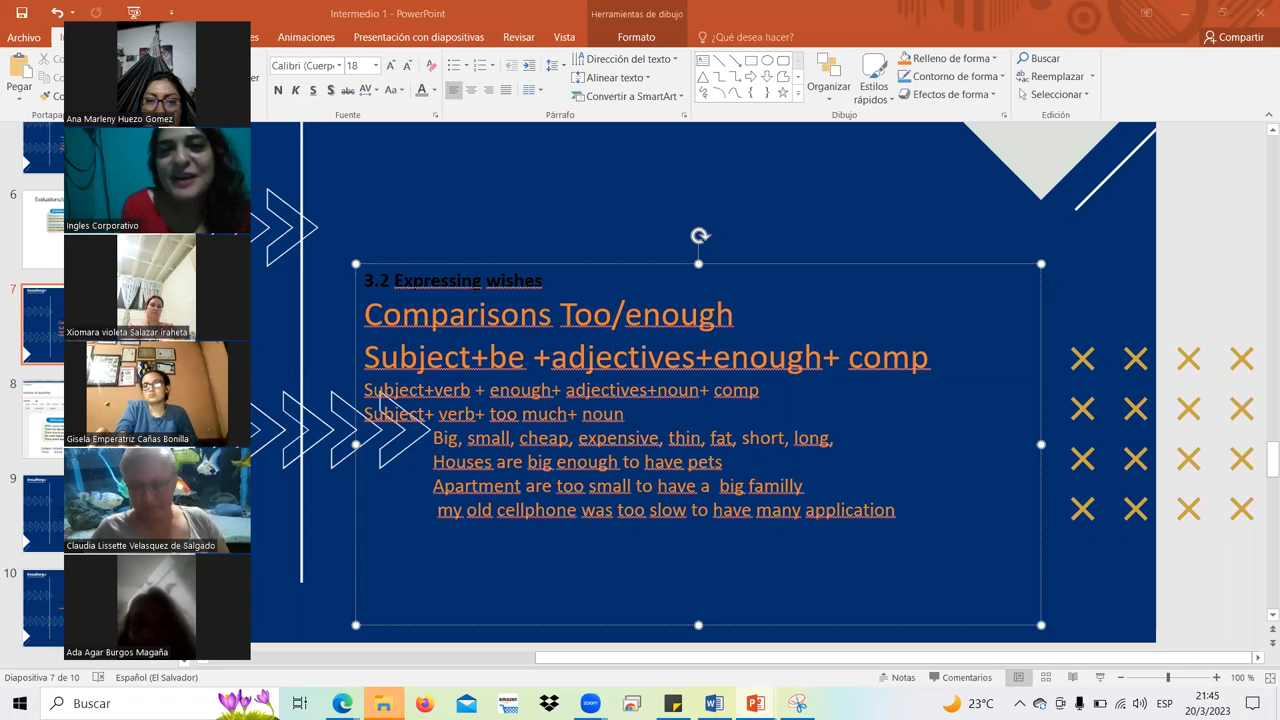 Intermedio 1 - PowerPoint
Herramientas de dibujo
Archivo
Animaciones
Presentación con diapositivas
Revisar
Vista
Formato
¿Qué desea hacer?
Compartir
Pegar
Calibri (Cuerp
18
N K S S abc AV Aa A
Fuente
Dirección del texto
Alinear texto
Convertir a SmartArt
Párrafo
Organizar
Estilos
rápidos
Relleno de forma
Contorno de forma
Efectos de forma
Dibujo
Buscar
Reemplazar
Seleccionar
Edición
Ana Marleny Huezo Gomez
Ingles Corporativo
Xiomara violeta Salazar iraheta
Gisela Emperatriz Cañas Bonilla
Claudia Lissette Velasquez de Salgado
Ada Agar Burgos Magaña
3.2 Expressing wishes
Comparisons Too/enough
Subject+be +adjectives+enough+ comp
Subject+verb + enough+ adjectives+noun+ comp
Subject+ verb+ too much+ noun
Big, small, cheap, expensive, thin, fat, short, long,
Houses are big enough to have pets
Apartment are too small to have a big familly
my old cellphone was too slow to have many application
Diapositiva 7 de 10
Español (El Salvador)
Notas
Comentarios
100 %
Buscar
amazon
zoom
23°C
ESP
21:45
20/3/2023